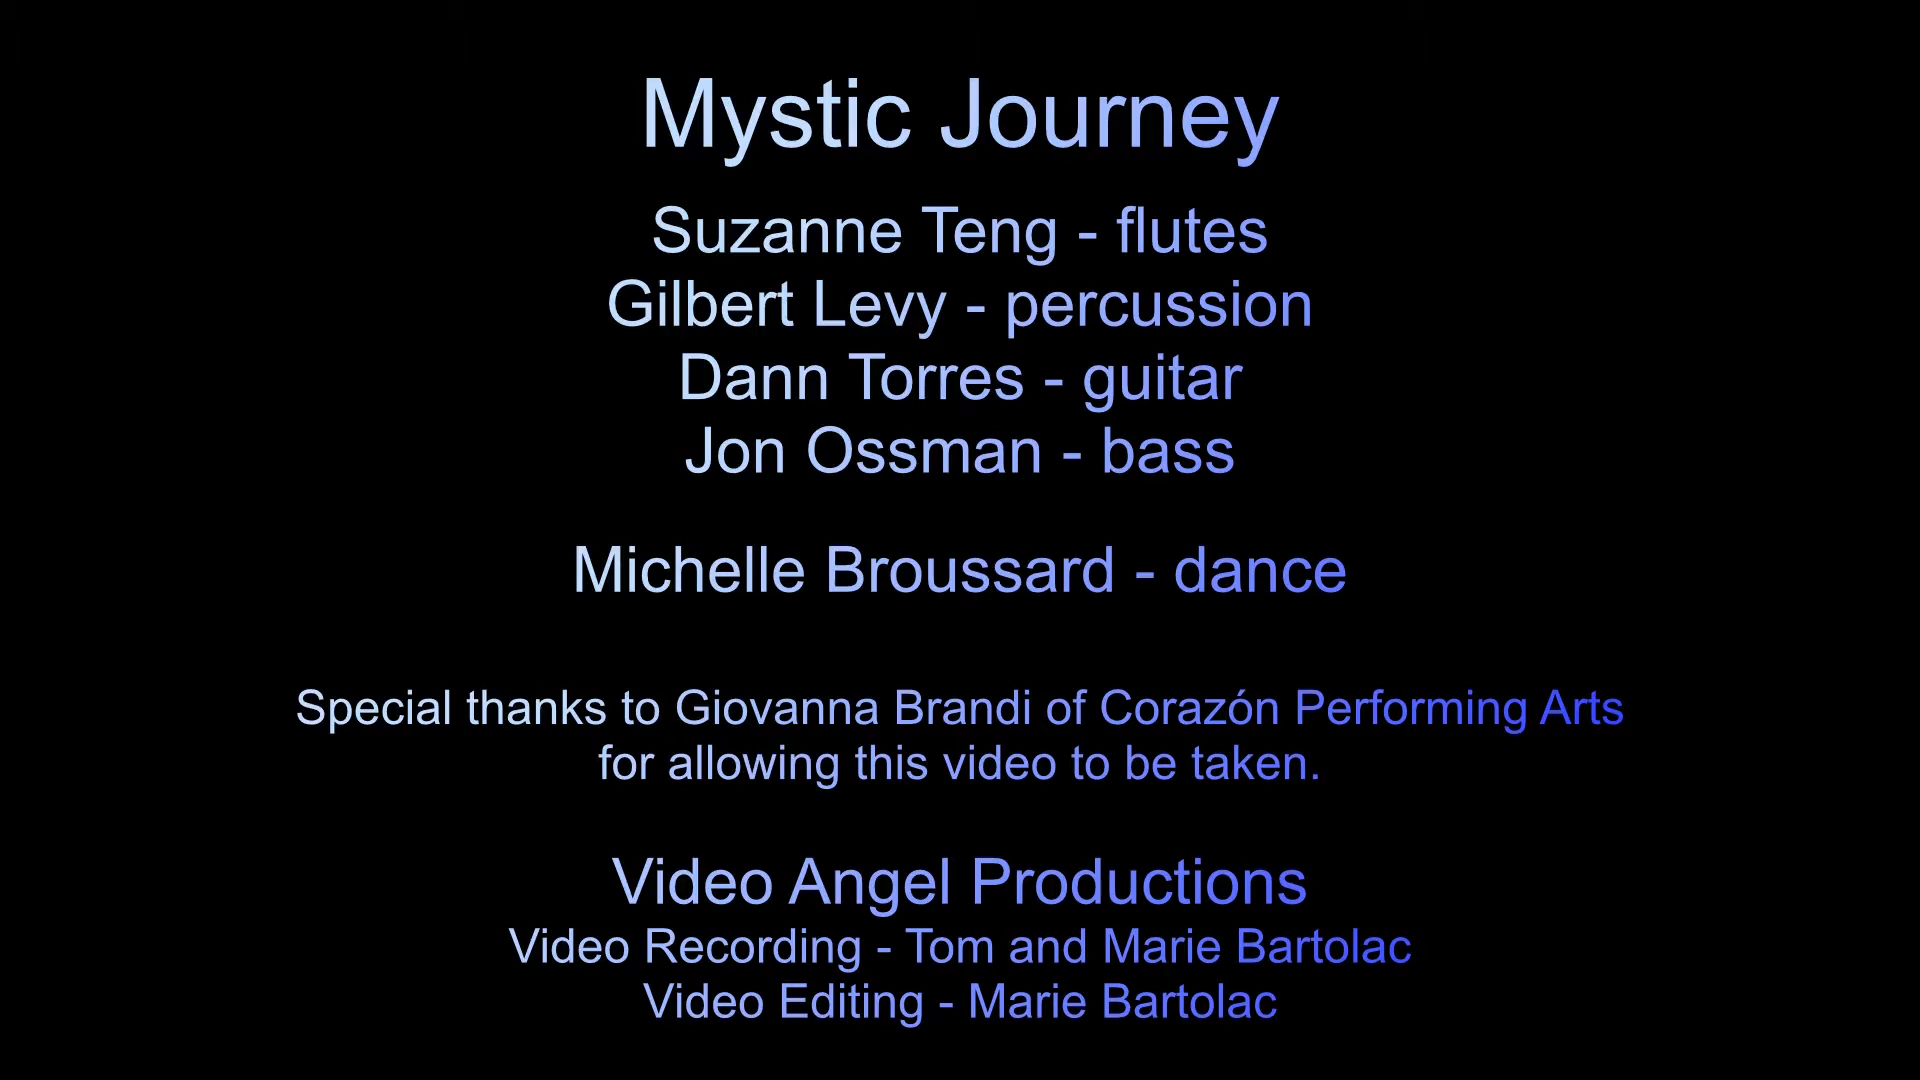 Mystic Journey
Suzanne Teng - flutes
Gilbert Levy - percussion
Dann Torres - guitar
Jon Ossman - bass
Michelle Broussard - dance
Special thanks to Giovanna Brandi of Corazón Performing Arts
for allowing this video to be taken.
Video Angel Productions
Video Recording - Tom and Marie Bartolac
Video Editing - Marie Bartolac